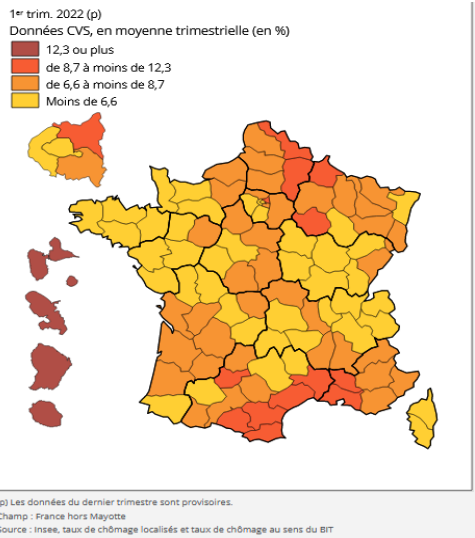 1er trim. 2022 (p)
Données CVS, en moyenne trimestrielle (en %)
12,3 ou plus
de 8,7 à moins de 12,3
de 6,6 à moins de 8,7
Moins de 6,6
(p) Les données du dernier trimestre sont provisoires.
Champ : France hors Mayotte
Source : Insee, taux de chômage localisés et taux de chômage au sens du BIT